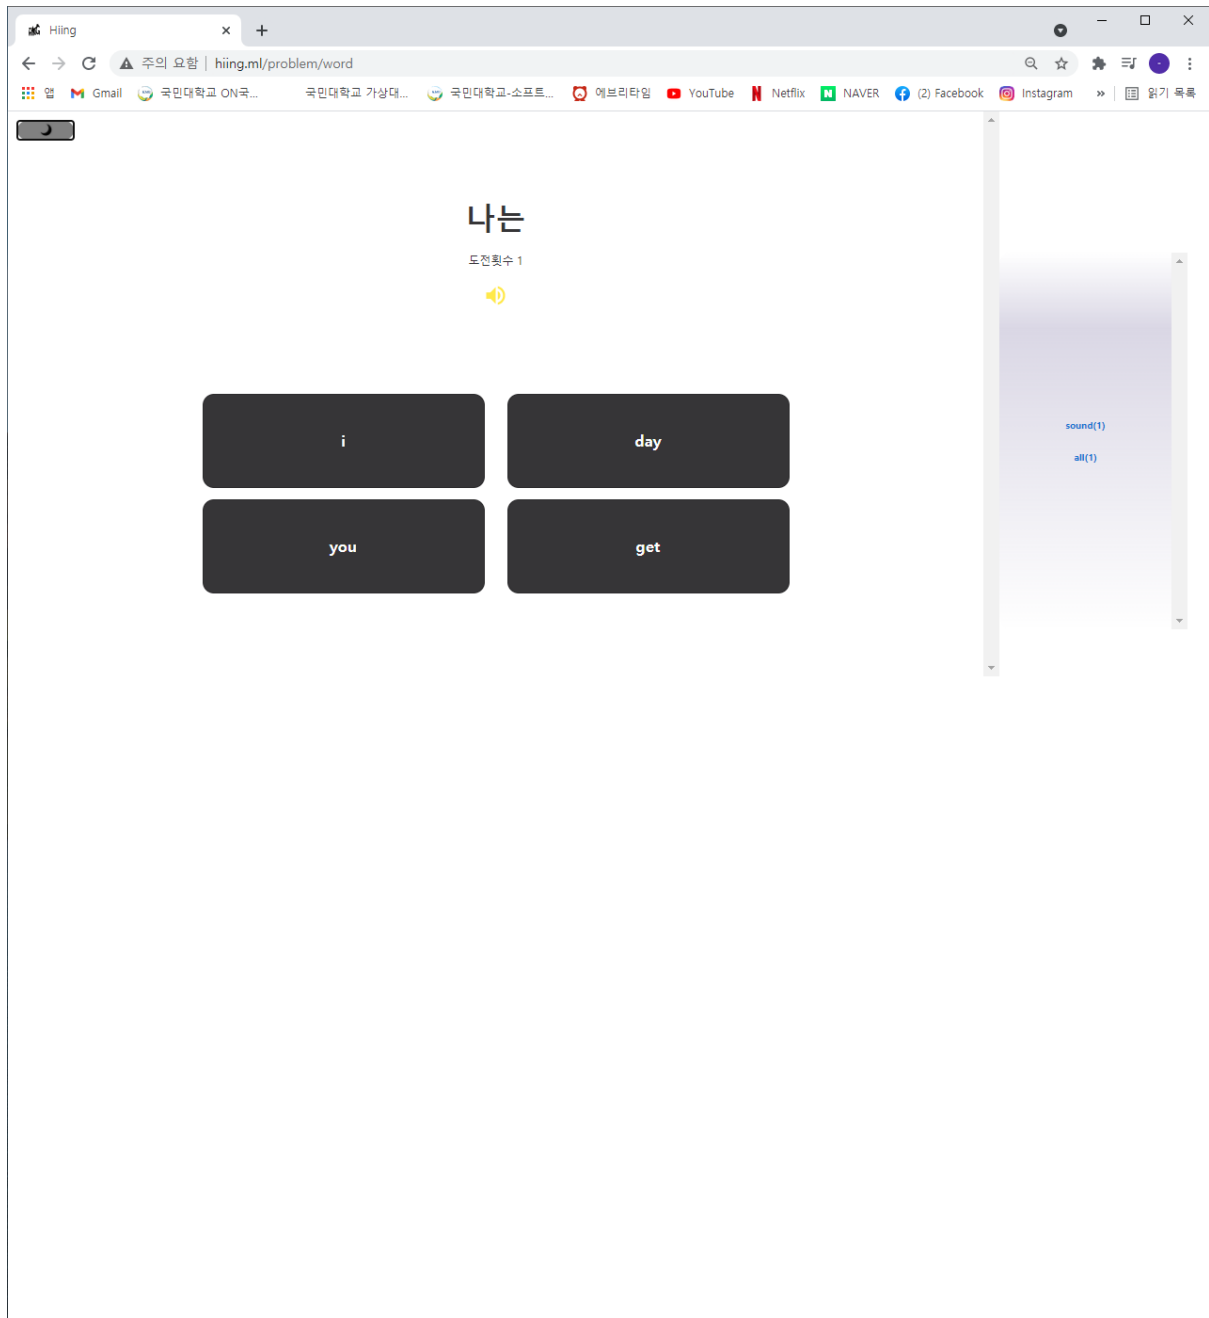 Hiing
주의 요함 | hiing.ml/problem/word
앱 Gmail 국민대학교 ON국... 국민대학교 가상대... 국민대학교-소프트... 에브리타임 YouTube Netflix NAVER (2) Facebook Instagram » 읽기 목록
나는
도전횟수 1
i day
you get
sound(1)
all(1)